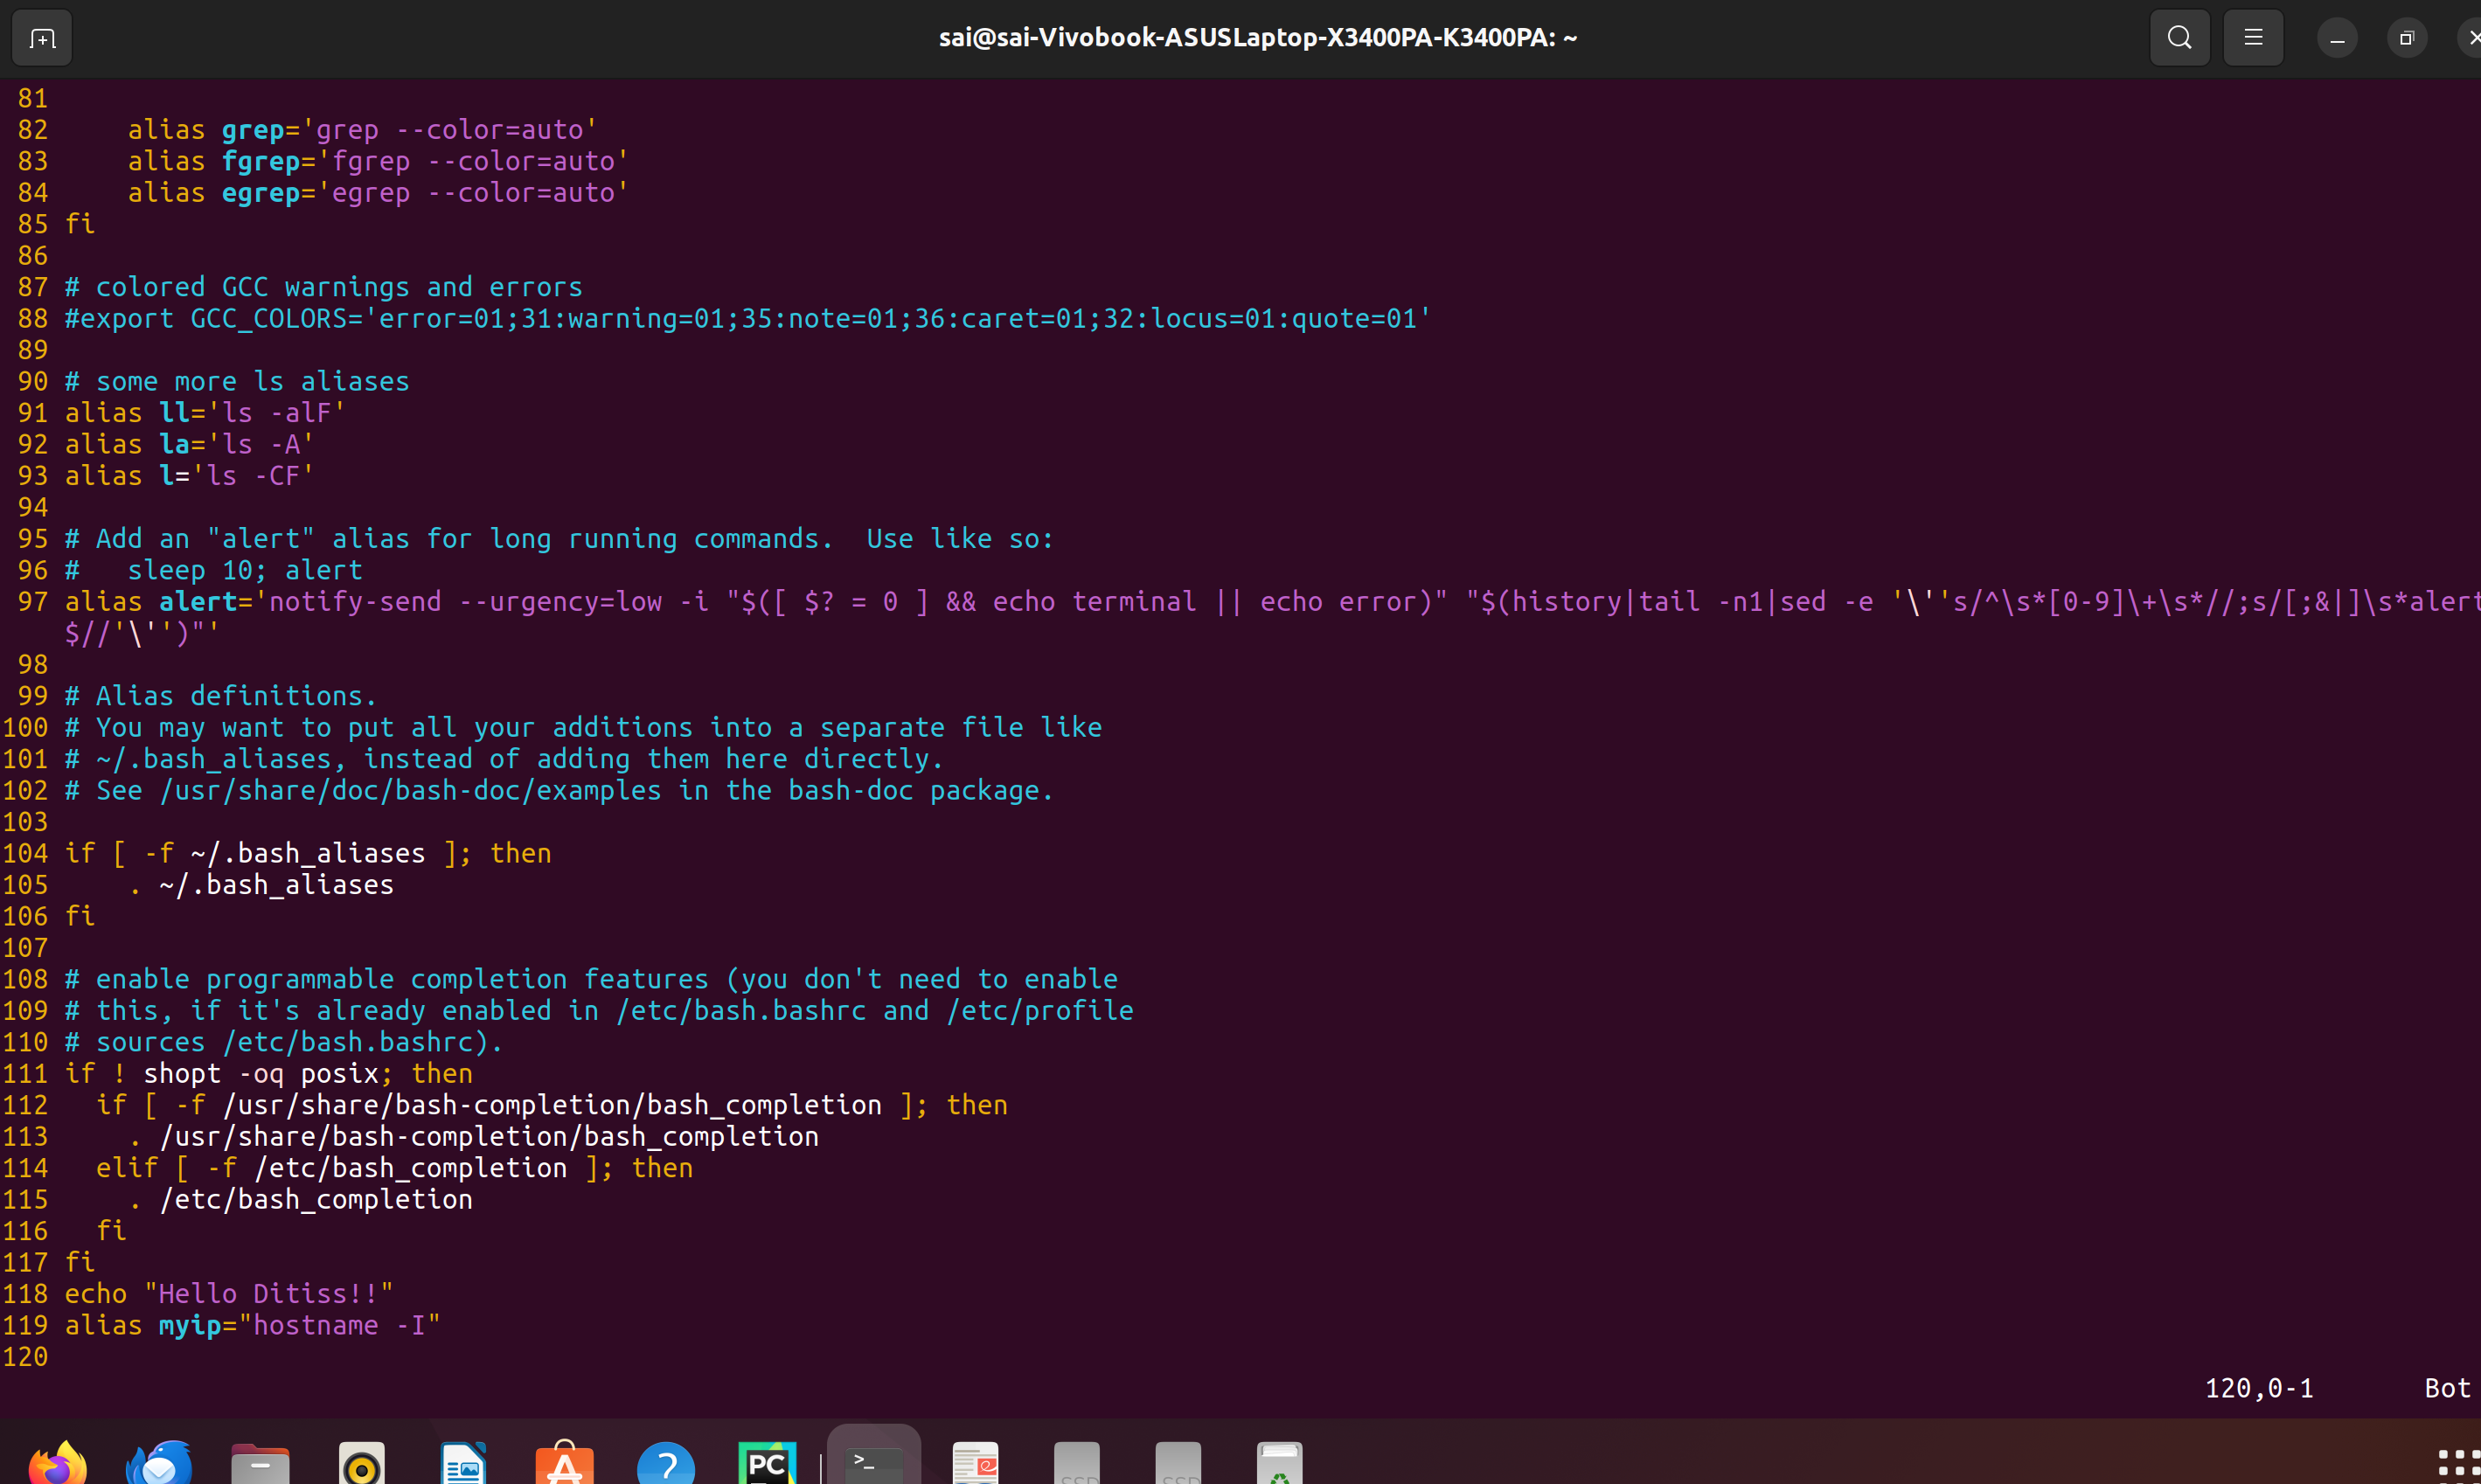 sai@sai-Vivobook-ASUSLaptop-X3400PA-K3400PA: ~
81
82     alias grep='grep --color=auto'
83     alias fgrep='fgrep --color=auto'
84     alias egrep='egrep --color=auto'
85 fi
86
87 # colored GCC warnings and errors
88 #export GCC_COLORS='error=01;31:warning=01;35:note=01;36:caret=01;32:locus=01:quote=01'
89
90 # some more ls aliases
91 alias ll='ls -alF'
92 alias la='ls -A'
93 alias l='ls -CF'
94
95 # Add an "alert" alias for long running commands.  Use like so:
96 #   sleep 10; alert
97 alias alert='notify-send --urgency=low -i "$([ $? = 0 ] && echo terminal || echo error)" "$(history|tail -n1|sed -e '\''s/^\s*[0-9]\+\s*//;s/[;&|]\s*alert
$//'\'')"'
98
99 # Alias definitions.
100 # You may want to put all your additions into a separate file like
101 # ~/.bash_aliases, instead of adding them here directly.
102 # See /usr/share/doc/bash-doc/examples in the bash-doc package.
103
104 if [ -f ~/.bash_aliases ]; then
105     . ~/.bash_aliases
106 fi
107
108 # enable programmable completion features (you don't need to enable
109 # this, if it's already enabled in /etc/bash.bashrc and /etc/profile
110 # sources /etc/bash.bashrc).
111 if ! shopt -oq posix; then
112   if [ -f /usr/share/bash-completion/bash_completion ]; then
113     . /usr/share/bash-completion/bash_completion
114   elif [ -f /etc/bash_completion ]; then
115     . /etc/bash_completion
116   fi
117 fi
118 echo "Hello Ditiss!!"
119 alias myip="hostname -I"
120
120,0-1 Bot
? PC >_ SSD SSD